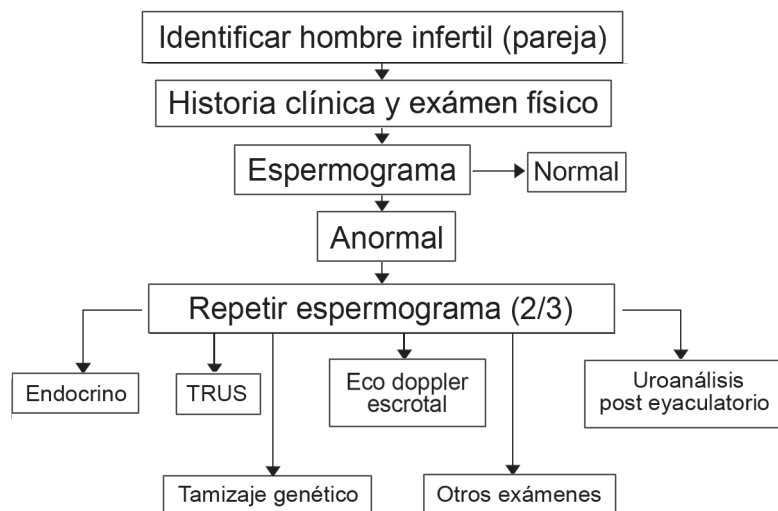 Identificar hombre infertil (pareja)
Historia clínica y exámen físico
Espermograma
Normal
Anormal
Repetir espermograma (2/3)
Endocrino
TRUS
Eco doppler
escrotal
Uroanálisis
post eyaculatorio
Tamizaje genético
Otros exámenes